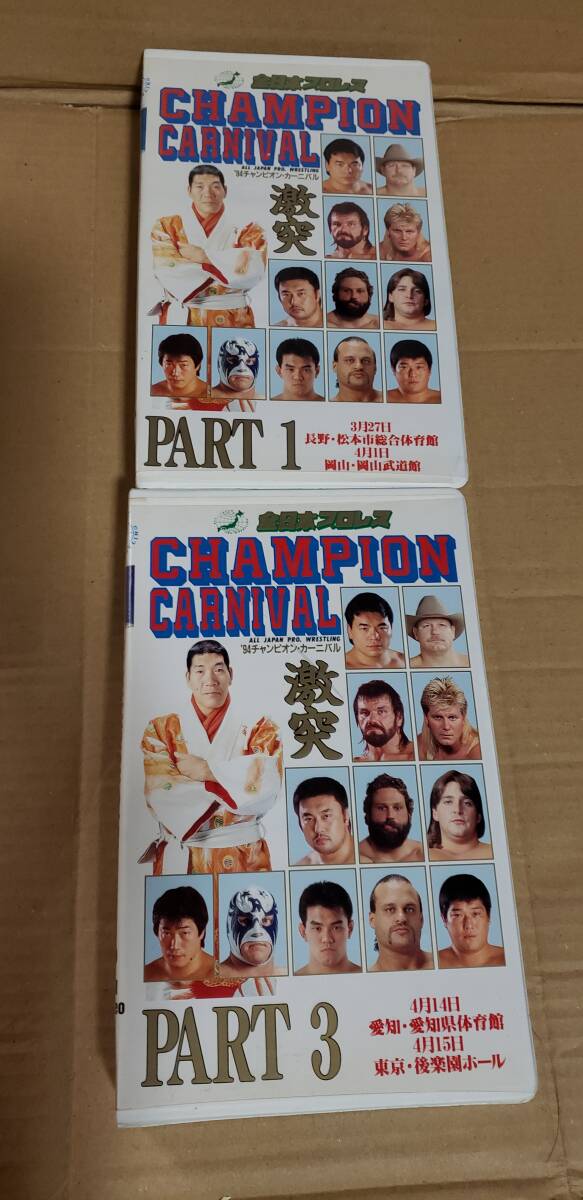 全日本プロレス
CHAMPION
CARNIVAL
ALL JAPAN PRO. WRESTLING
'94チャンピオン・カーニバル
激突
PART 1
3月27日
長野・松本市総合体育館
4月1日
岡山・岡山武道館
全日本プロレス
CHAMPION
CARNIVAL
ALL JAPAN PRO. WRESTLING
'94チャンピオン・カーニバル
激突
PART 3
4月14日
愛知・愛知県体育館
4月15日
東京・後楽園ホール